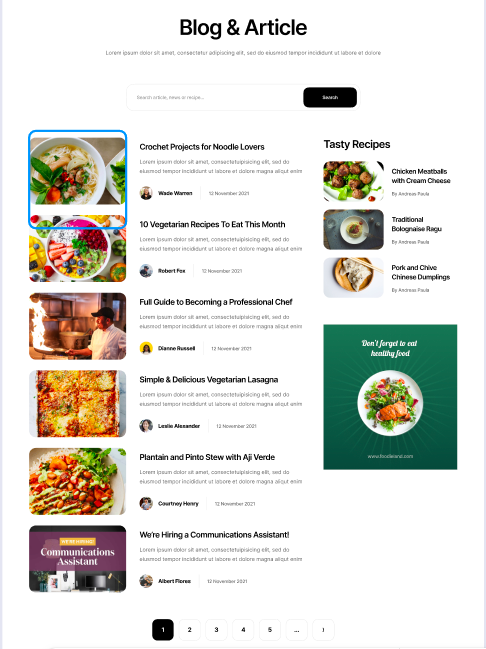 Blog & Article
Lorem ipsum dolor sit amet, consectetur adipiscing elit, sed do eiusmod tempor incididunt ut labore et dolore
Search article, news or recipe...
Search
Crochet Projects for Noodle Lovers
Lorem ipsum dolor sit amet, consectetuipisicing elit, sed do
eiusmod tempor incididunt ut labore et dolore magna aliqut enim
Wade Warren
12 November 2021
10 Vegetarian Recipes To Eat This Month
Lorem ipsum dolor sit amet, consectetuipisicing elit, sed do
eiusmod tempor incididunt ut labore et dolore magna aliqut enim
Robert Fox
12 November 2021
Full Guide to Becoming a Professional Chef
Lorem ipsum dolor sit amet, consectetuipisicing elit, sed do
eiusmod tempor incididunt ut labore et dolore magna aliqut enim
Dianne Russell
12 November 2021
Simple & Delicious Vegetarian Lasagna
Lorem ipsum dolor sit amet, consectetuipisicing elit, sed do
eiusmod tempor incididunt ut labore et dolore magna aliqut enim
Leslie Alexander
12 November 2021
Plantain and Pinto Stew with Aji Verde
Lorem ipsum dolor sit amet, consectetuipisicing elit, sed do
eiusmod tempor incididunt ut labore et dolore magna aliqut enim
Courtney Henry
12 November 2021
WE'RE HIRING!
Communications
Assistant
We're Hiring a Communications Assistant!
Lorem ipsum dolor sit amet, consectetuipisicing elit, sed do
eiusmod tempor incididunt ut labore et dolore magna aliqut enim
Albert Flores
12 November 2021
Tasty Recipes
Chicken Meatballs
with Cream Cheese
By Andreas Paula
Traditional
Bolognaise Ragu
By Andreas Paula
Pork and Chive
Chinese Dumplings
By Andreas Paula
Don't forget to eat
healthy food
www.foodieland.com
1 2 3 4 5 ...